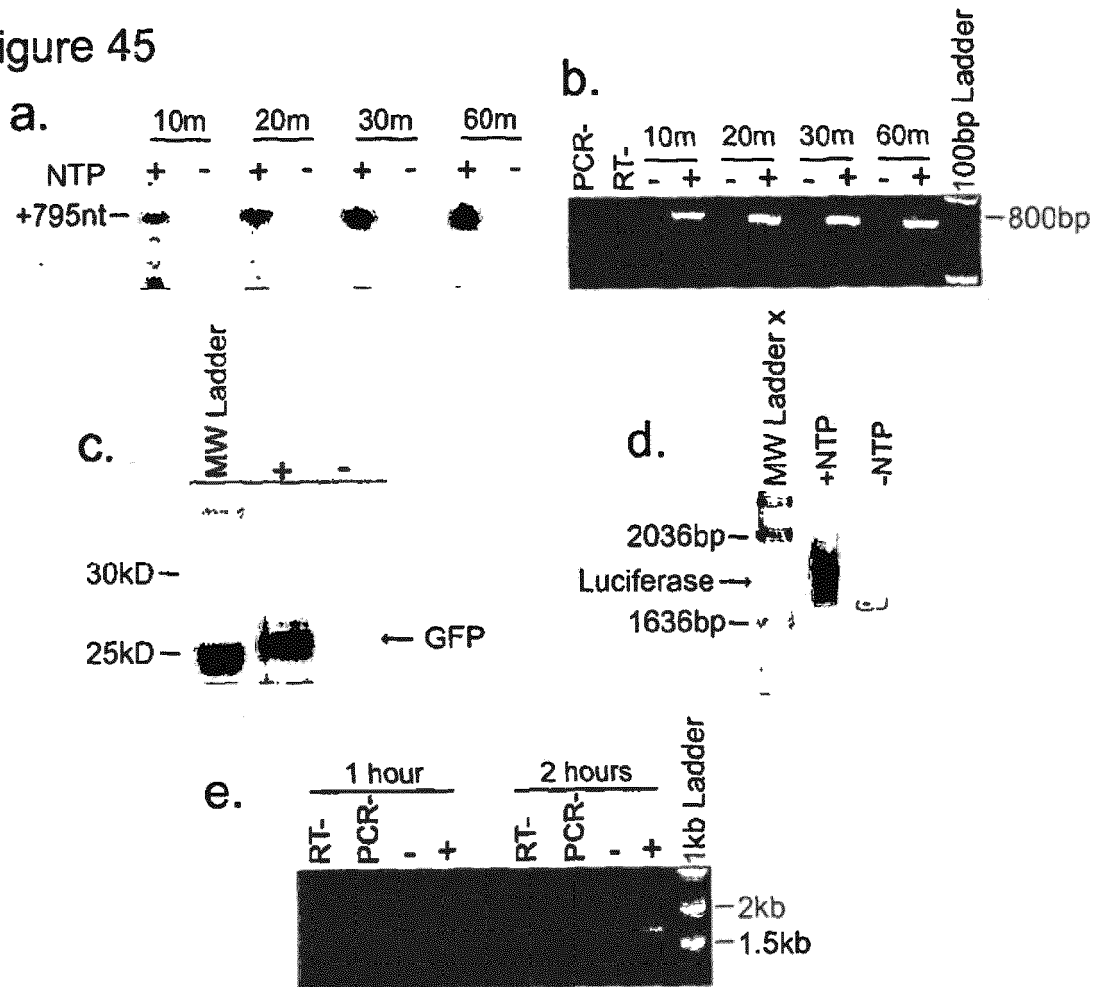 igure 45
a.
10m 20m 30m 60m
NTP + - + - + - + -
+795nt
b.
PCR- RT- 10m 20m 30m 60m 100bp Ladder
- + - + - + - +
800bp
c.
MW Ladder + -
30kD
25kD
← GFP
d.
MW Ladder x +NTP -NTP
2036bp
Luciferase →
1636bp
e.
1 hour 2 hours
RT- PCR- - + RT- PCR- - + 1kb Ladder
2kb
1.5kb